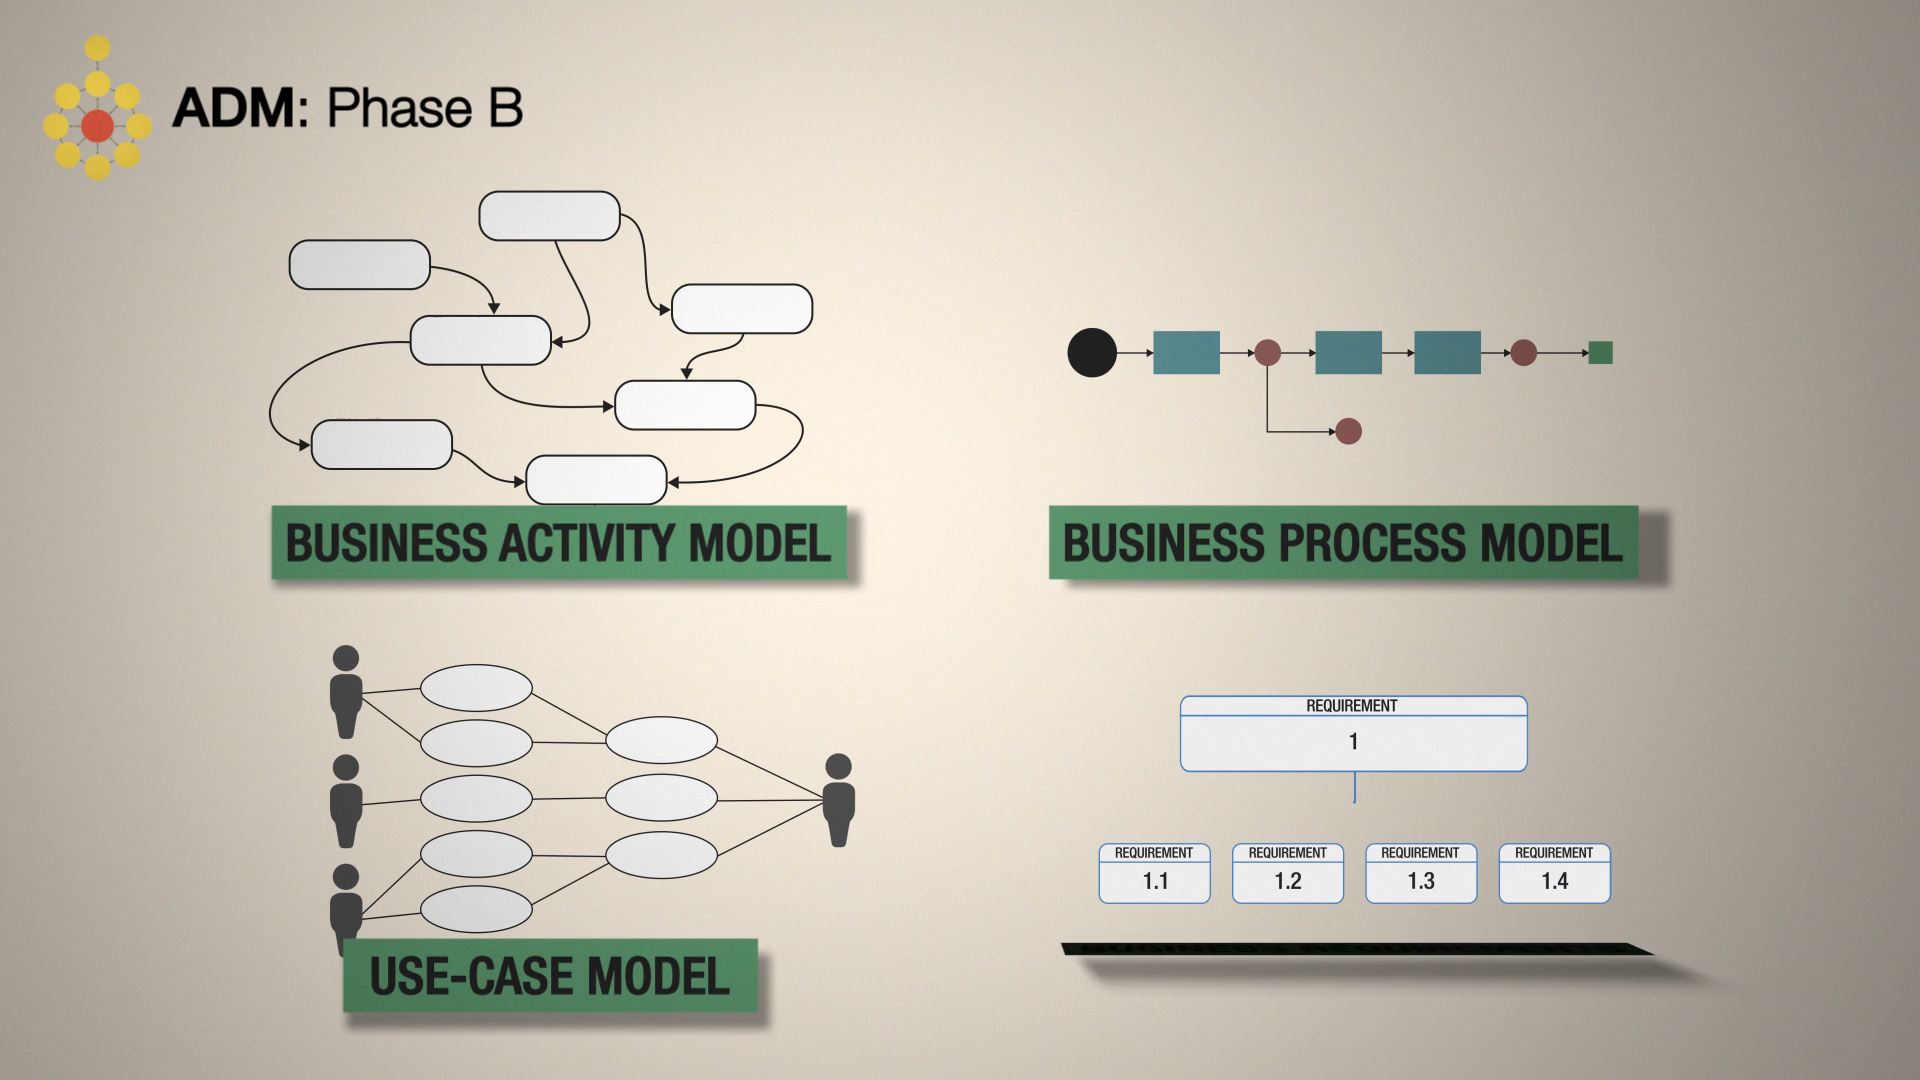 ADM: Phase B
BUSINESS ACTIVITY MODEL
BUSINESS PROCESS MODEL
USE-CASE MODEL
REQUIREMENT
1
REQUIREMENT
1.1
REQUIREMENT
1.2
REQUIREMENT
1.3
REQUIREMENT
1.4